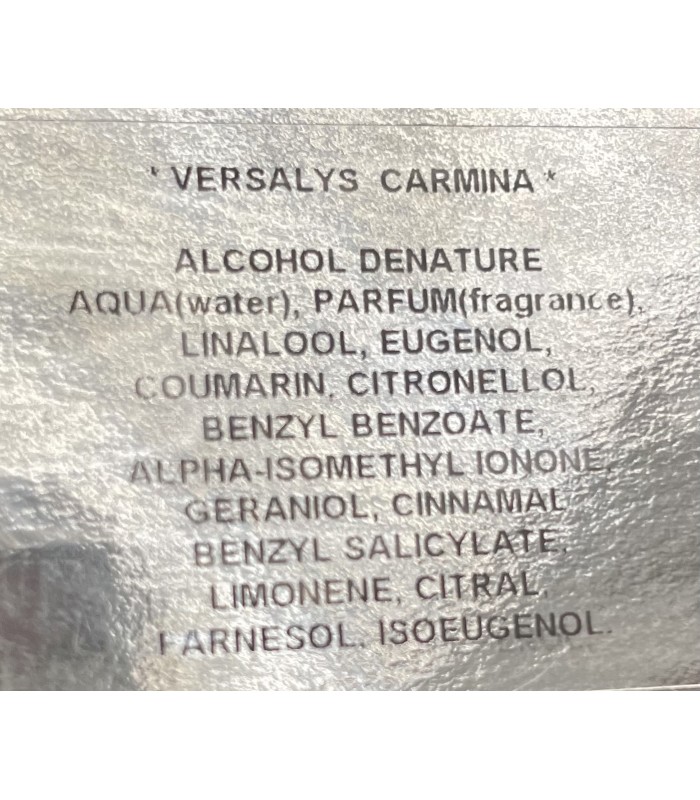 * VERSALYS CARMINA *
ALCOHOL DENATURE
AQUA(water), PARFUM(fragrance),
LINALOOL, EUGENOL,
COUMARIN, CITRONELLOL,
BENZYL BENZOATE,
ALPHA-ISOMETHYL IONONE,
GERANIOL, CINNAMAL
BENZYL SALICYLATE,
LIMONENE, CITRAL,
FARNESOL, ISOEUGENOL.